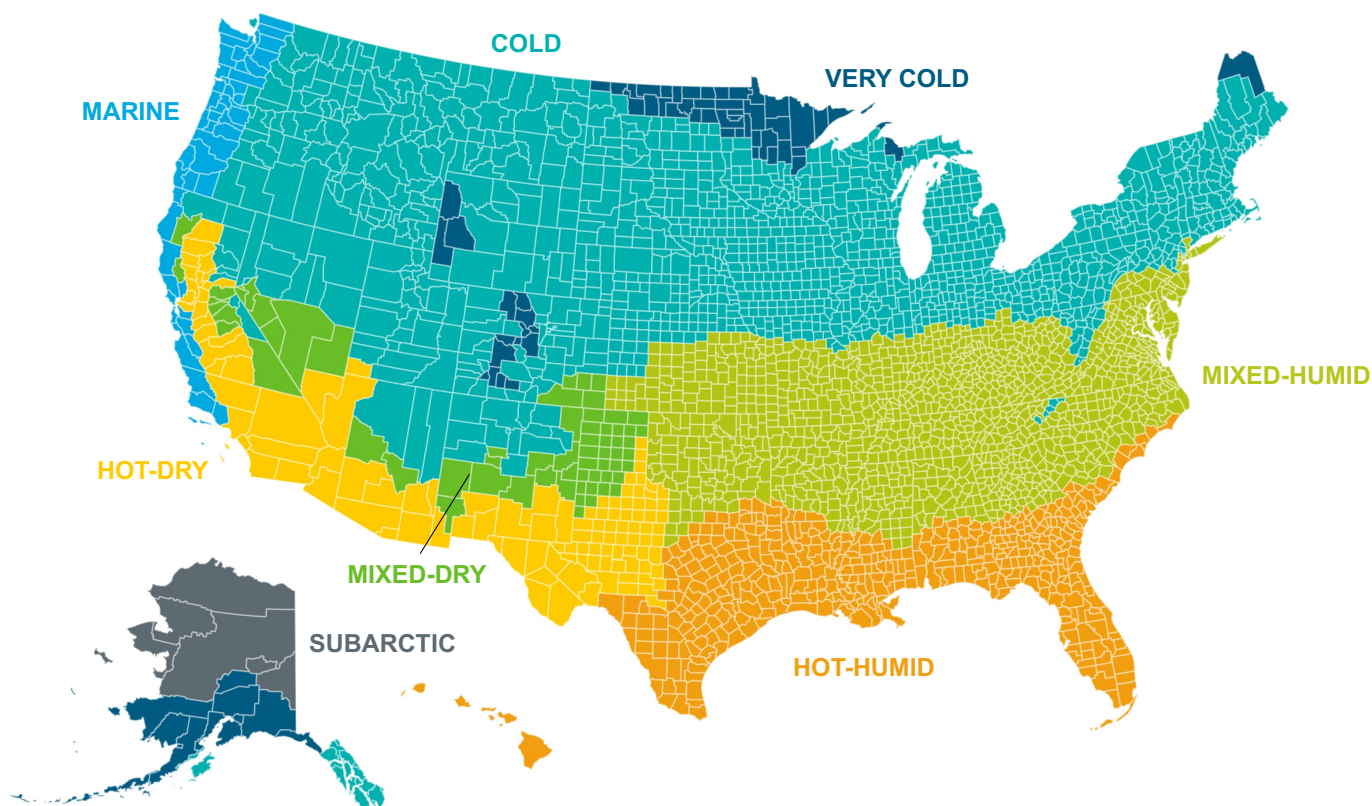 COLD
VERY COLD
MARINE
MIXED-HUMID
HOT-DRY
MIXED-DRY
SUBARCTIC
HOT-HUMID